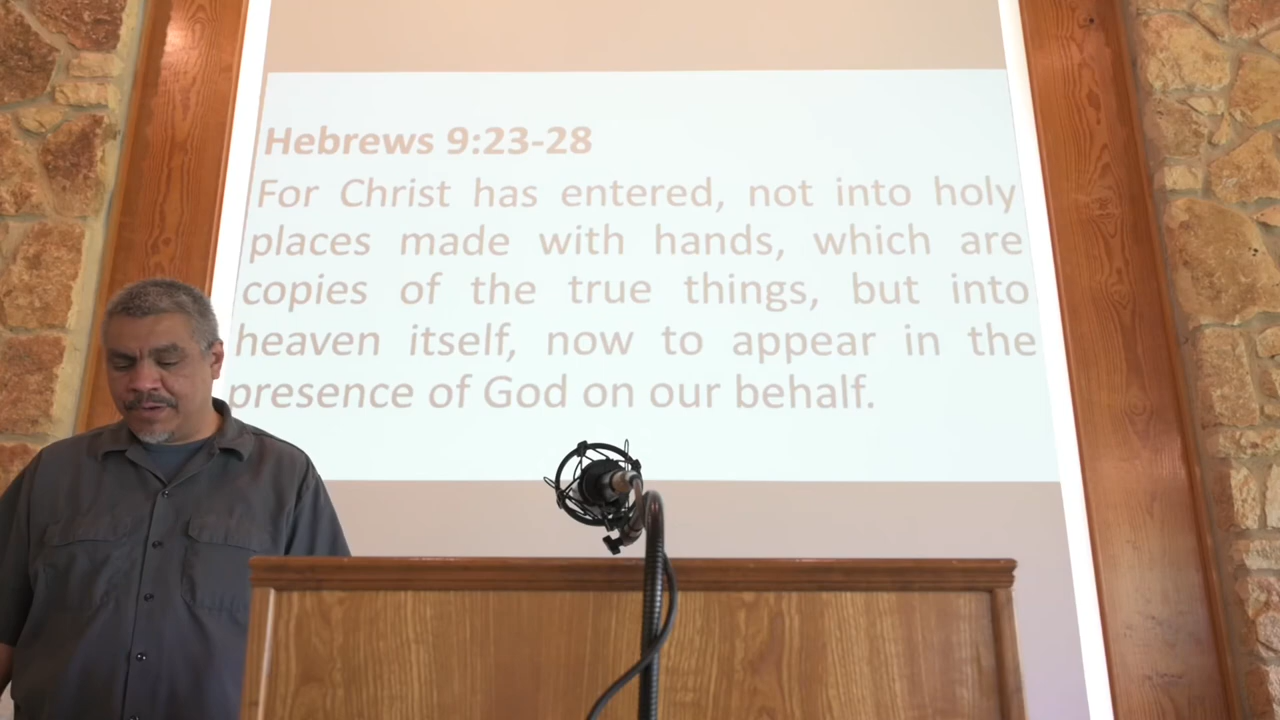 Hebrews 9:23-28
For Christ has entered, not into holy
places made with hands, which are
copies of the true things, but into
heaven itself, now to appear in the
presence of God on our behalf.